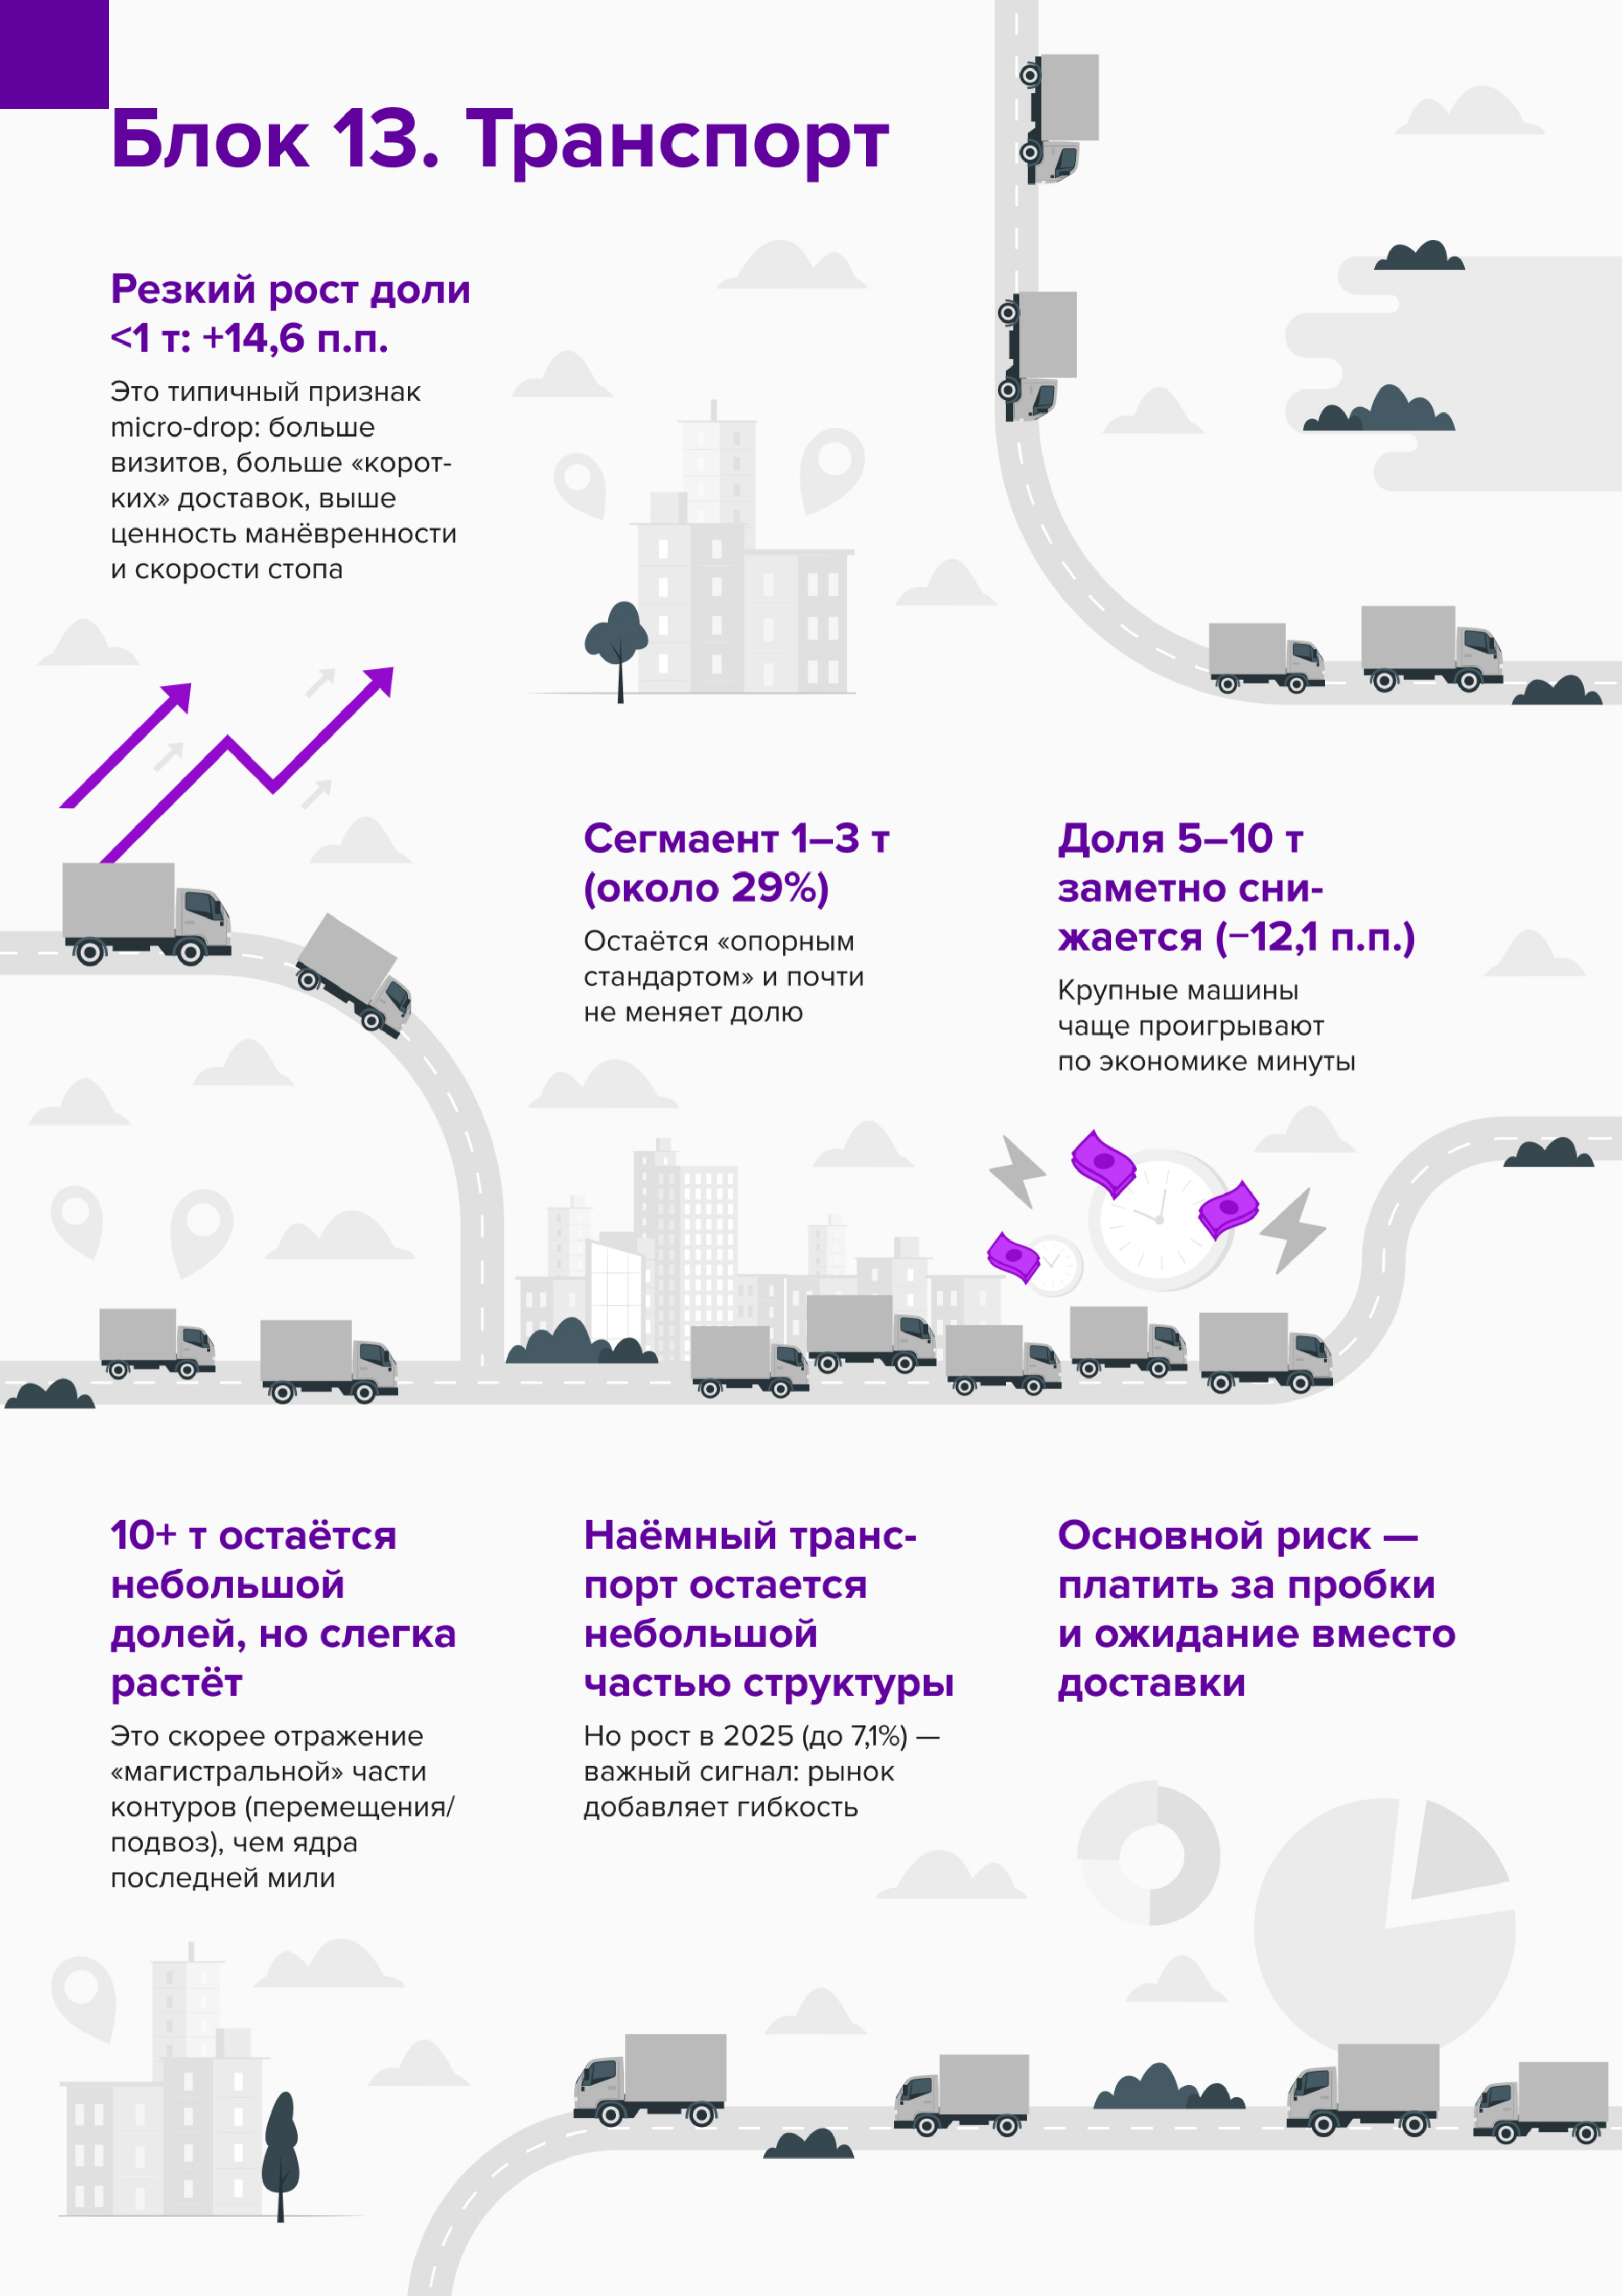 Блок 13. Транспорт
Резкий рост доли
<1 т: +14,6 п.п.
Это типичный признак
micro-drop: больше
визитов, больше «корот-
ких» доставок, выше
ценность манёвренности
и скорости стопа
Сегмаент 1–3 т
(около 29%)
Остаётся «опорным
стандартом» и почти
не меняет долю
Доля 5–10 т
заметно сни-
жается (−12,1 п.п.)
Крупные машины
чаще проигрывают
по экономике минуты
10+ т остаётся
небольшой
долей, но слегка
растёт
Это скорее отражение
«магистральной» части
контуров (перемещения/
подвоз), чем ядра
последней мили
Наёмный транс-
порт остается
небольшой
частью структуры
Но рост в 2025 (до 7,1%) —
важный сигнал: рынок
добавляет гибкость
Основной риск —
платить за пробки
и ожидание вместо
доставки